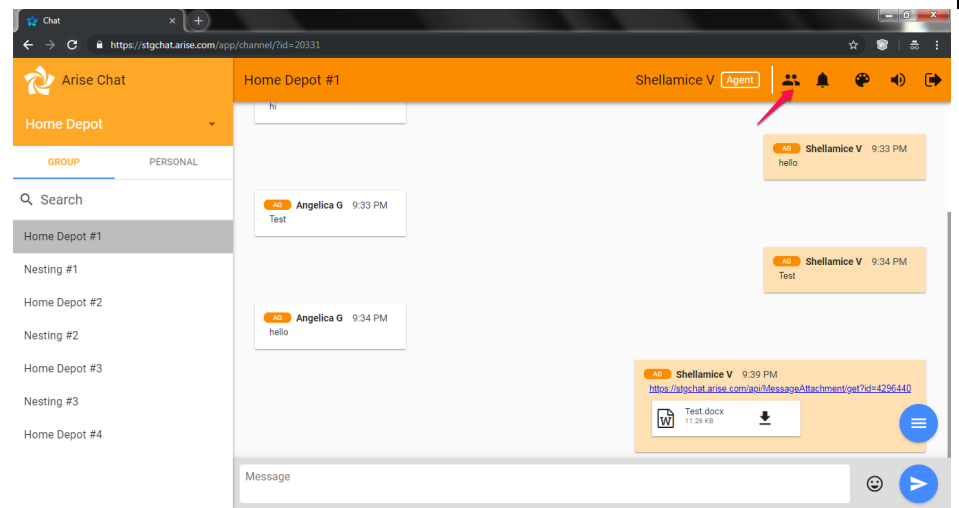 Chat
https://stgchat.arise.com/app/channel/?id=20331
Arise Chat
Home Depot #1
Shellamice V Agent
Home Depot
GROUP PERSONAL
Search
Home Depot #1
Nesting #1
Home Depot #2
Nesting #2
Home Depot #3
Nesting #3
Home Depot #4
hi
AG Shellamice V 9:33 PM
hello
AG Angelica G 9:33 PM
Test
AG Shellamice V 9:34 PM
Test
AG Angelica G 9:34 PM
hello
AG Shellamice V 9:39 PM
https://stgchat.arise.com/api/MessageAttachment/get?id=4296440
W Test.docx
11.26 KB
Message